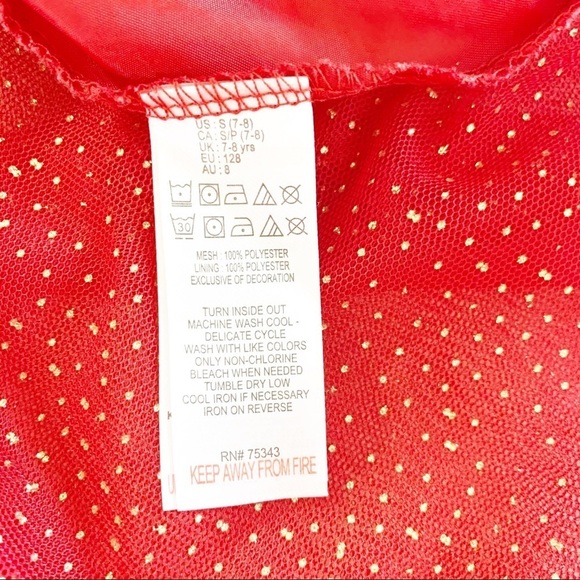 US : S (7-8)
CA : S/P (7-8)
UK : 7-8 yrs
EU : 128
AU : 8
30
MESH : 100% POLYESTER
LINING : 100% POLYESTER
EXCLUSIVE OF DECORATION
TURN INSIDE OUT
MACHINE WASH COOL -
DELICATE CYCLE
WASH WITH LIKE COLORS
ONLY NON-CHLORINE
BLEACH WHEN NEEDED
TUMBLE DRY LOW
COOL IRON IF NECESSARY
IRON ON REVERSE
RN# 75343
KEEP AWAY FROM FIRE